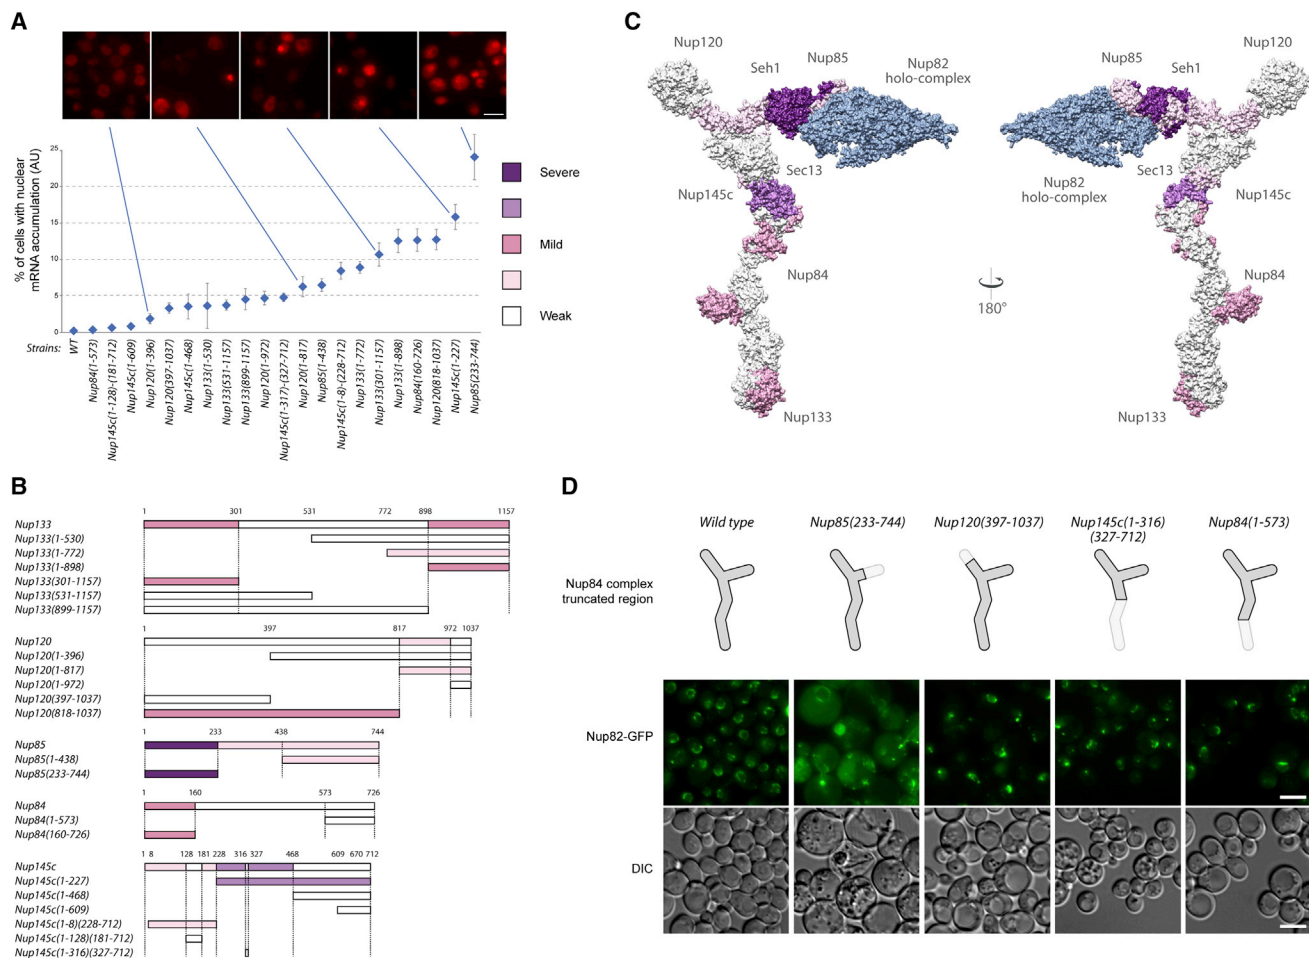 A
% of cells with nuclear
mRNA accumulation (AU)
25
20
15
10
5
0
Strains:
WT
Nup84(1-573)
Nup145c(1-128)-(181-712)
Nup145c(1-609)
Nup120(1-396)
Nup120(397-1037)
Nup145c(1-468)
Nup133(1-530)
Nup133(531-1157)
Nup133(899-1157)
Nup120(1-972)
Nup145c(1-317)-(327-712)
Nup120(1-817)
Nup85(1-438)
Nup145c(1-8)-(228-712)
Nup133(1-772)
Nup133(301-1157)
Nup133(1-898)
Nup84(160-726)
Nup120(818-1037)
Nup145c(1-227)
Nup85(233-744)
Severe
Mild
Weak
B
1 301 531 772 898 1157
Nup133
Nup133(1-530)
Nup133(1-772)
Nup133(1-898)
Nup133(301-1157)
Nup133(531-1157)
Nup133(899-1157)
1 397 817 972 1037
Nup120
Nup120(1-396)
Nup120(1-817)
Nup120(1-972)
Nup120(397-1037)
Nup120(818-1037)
1 233 438 744
Nup85
Nup85(1-438)
Nup85(233-744)
1 160 573 726
Nup84
Nup84(1-573)
Nup84(160-726)
1 8 128 181 228 316 327 468 609 670 712
Nup145c
Nup145c(1-227)
Nup145c(1-468)
Nup145c(1-609)
Nup145c(1-8)(228-712)
Nup145c(1-128)(181-712)
Nup145c(1-316)(327-712)
C
Nup120
Seh1
Nup85
Nup82
holo-complex
Sec13
Nup145c
Nup84
Nup133
180°
Nup85
Seh1
Nup120
Nup82
holo-complex
Sec13
Nup145c
Nup84
Nup133
D
Wild type
Nup85(233-744)
Nup120(397-1037)
Nup145c(1-316)
(327-712)
Nup84(1-573)
Nup84 complex
truncated region
Nup82-GFP
DIC